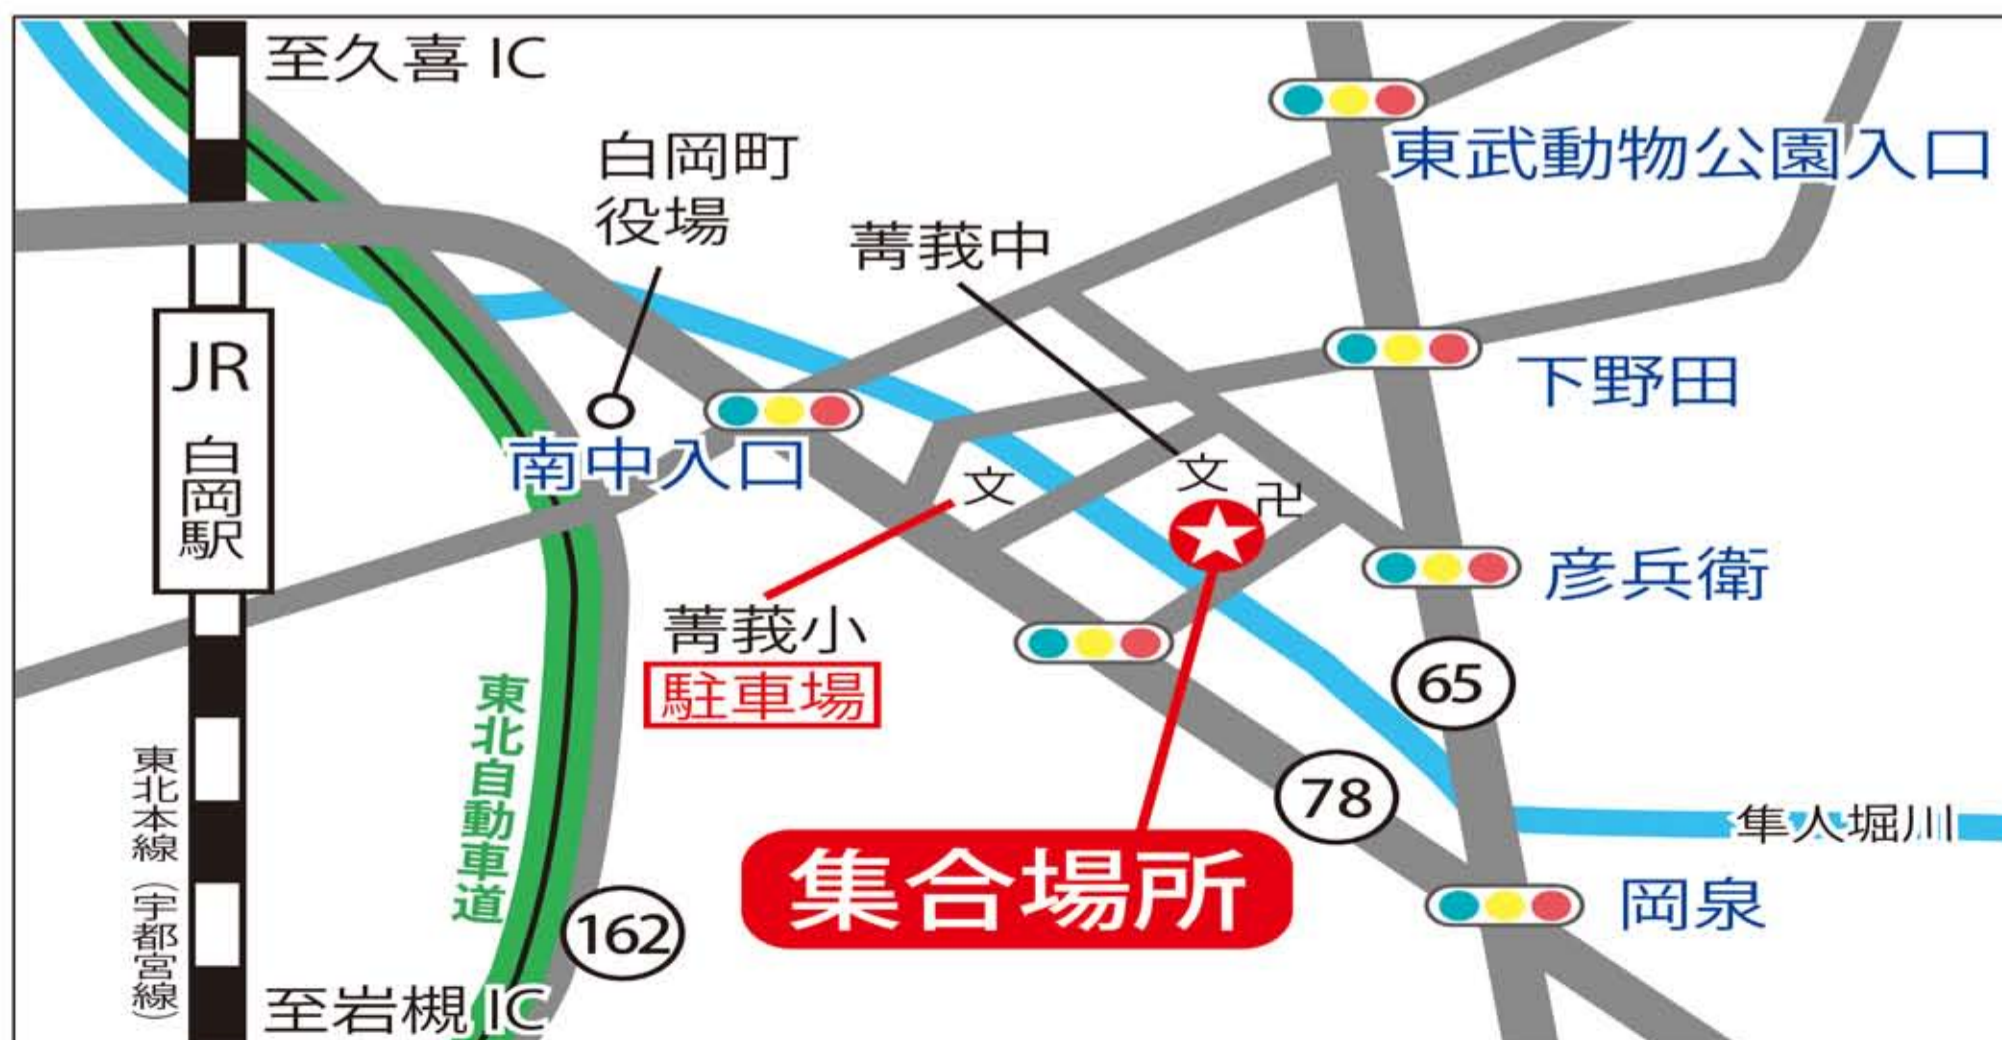 至久喜 IC
白岡町
役場
菁莪中
東武動物公園入口
JR
白岡駅
下野田
南中入口
文
文
卍
彦兵衛
菁莪小
駐車場
65
78
東北自動車道
東北本線(宇都宮線)
隼人堀川
集合場所
岡泉
162
至岩槻 IC